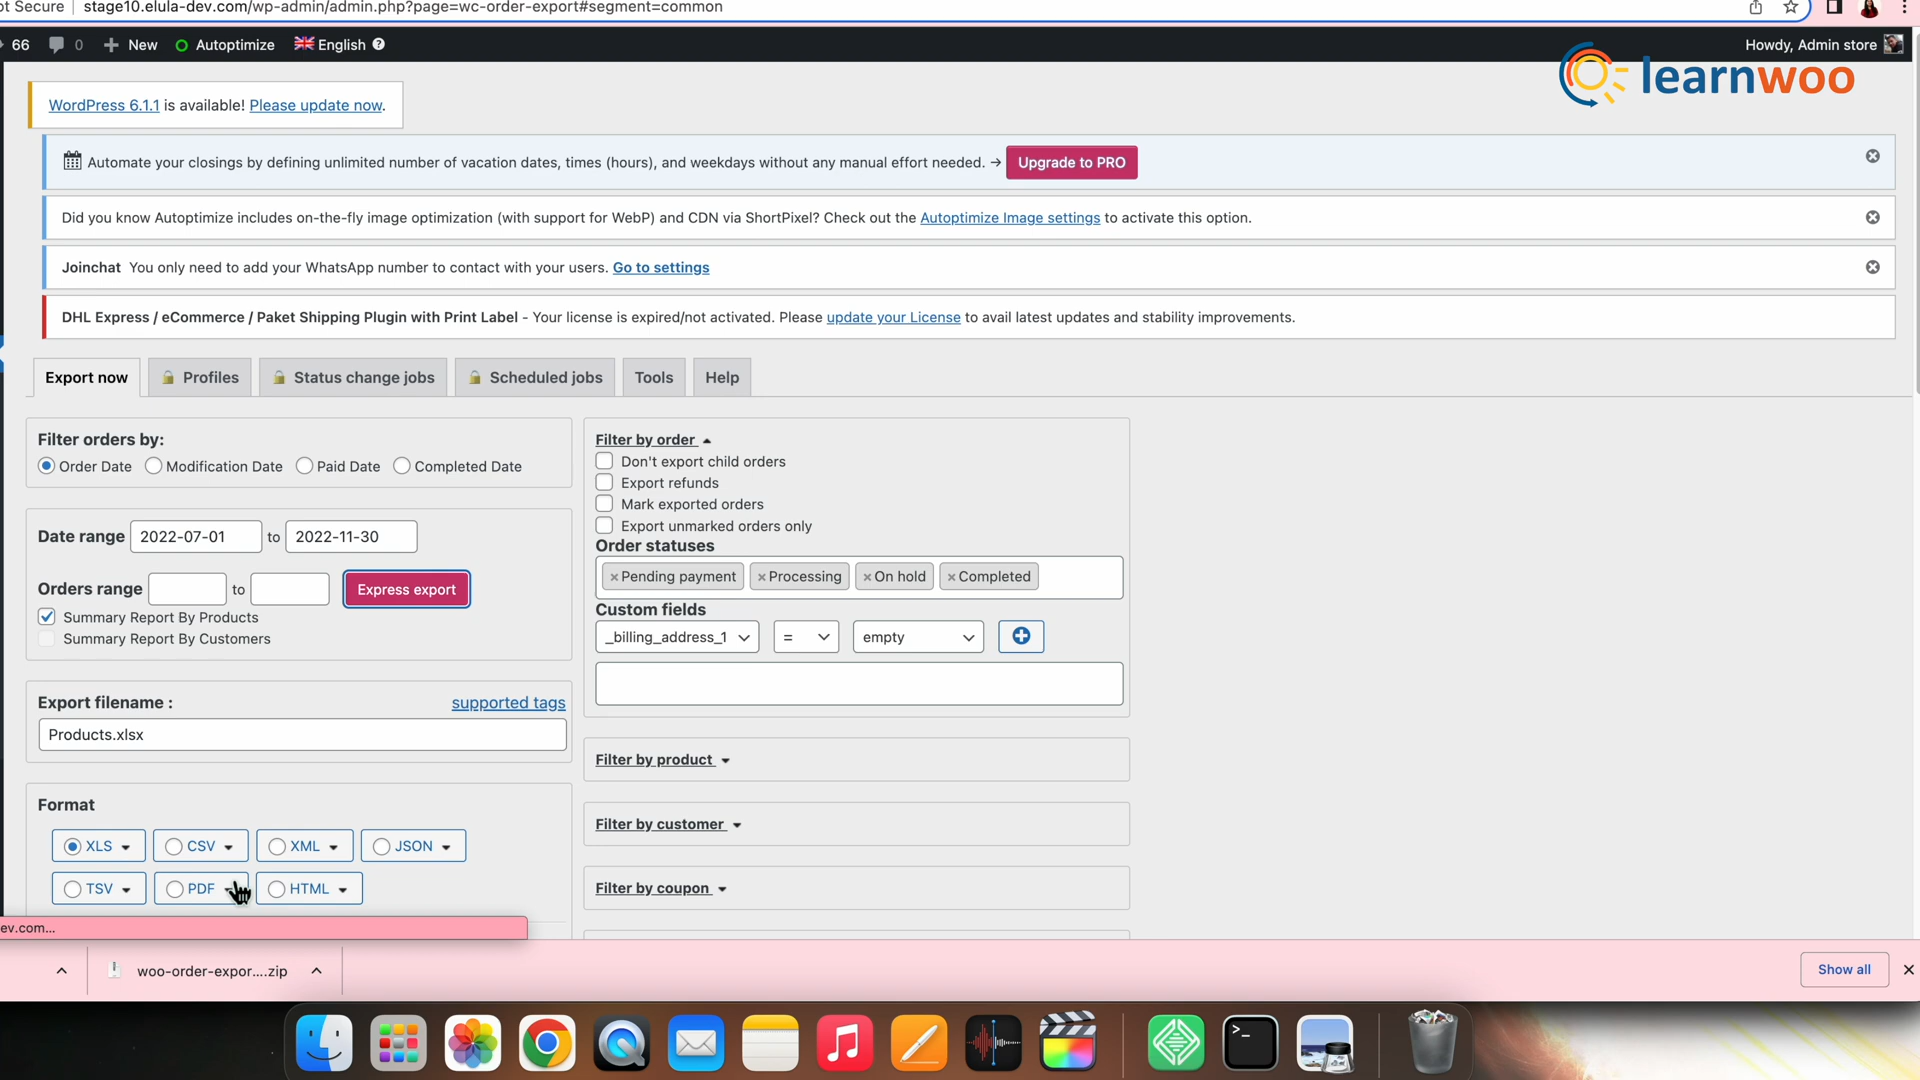 ot Secure | stage10.elula-dev.com/wp-admin/admin.php?page=wc-order-export#segment=common
66 0 New Autoptimize English Howdy, Admin store
learnwoo
WordPress 6.1.1 is available! Please update now.
Automate your closings by defining unlimited number of vacation dates, times (hours), and weekdays without any manual effort needed. → Upgrade to PRO
Did you know Autoptimize includes on-the-fly image optimization (with support for WebP) and CDN via ShortPixel? Check out the Autoptimize Image settings to activate this option.
Joinchat You only need to add your WhatsApp number to contact with your users. Go to settings
DHL Express / eCommerce / Paket Shipping Plugin with Print Label - Your license is expired/not activated. Please update your License to avail latest updates and stability improvements.
Export now Profiles Status change jobs Scheduled jobs Tools Help
Filter orders by:
Order Date Modification Date Paid Date Completed Date
Date range 2022-07-01 to 2022-11-30
Orders range to Express export
Summary Report By Products
Summary Report By Customers
Export filename : supported tags
Products.xlsx
Format
XLS CSV XML JSON
TSV PDF HTML
Filter by order
Don't export child orders
Export refunds
Mark exported orders
Export unmarked orders only
Order statuses
×Pending payment ×Processing ×On hold ×Completed
Custom fields
_billing_address_1 = empty
Filter by product
Filter by customer
Filter by coupon
ev.com...
woo-order-expor....zip Show all